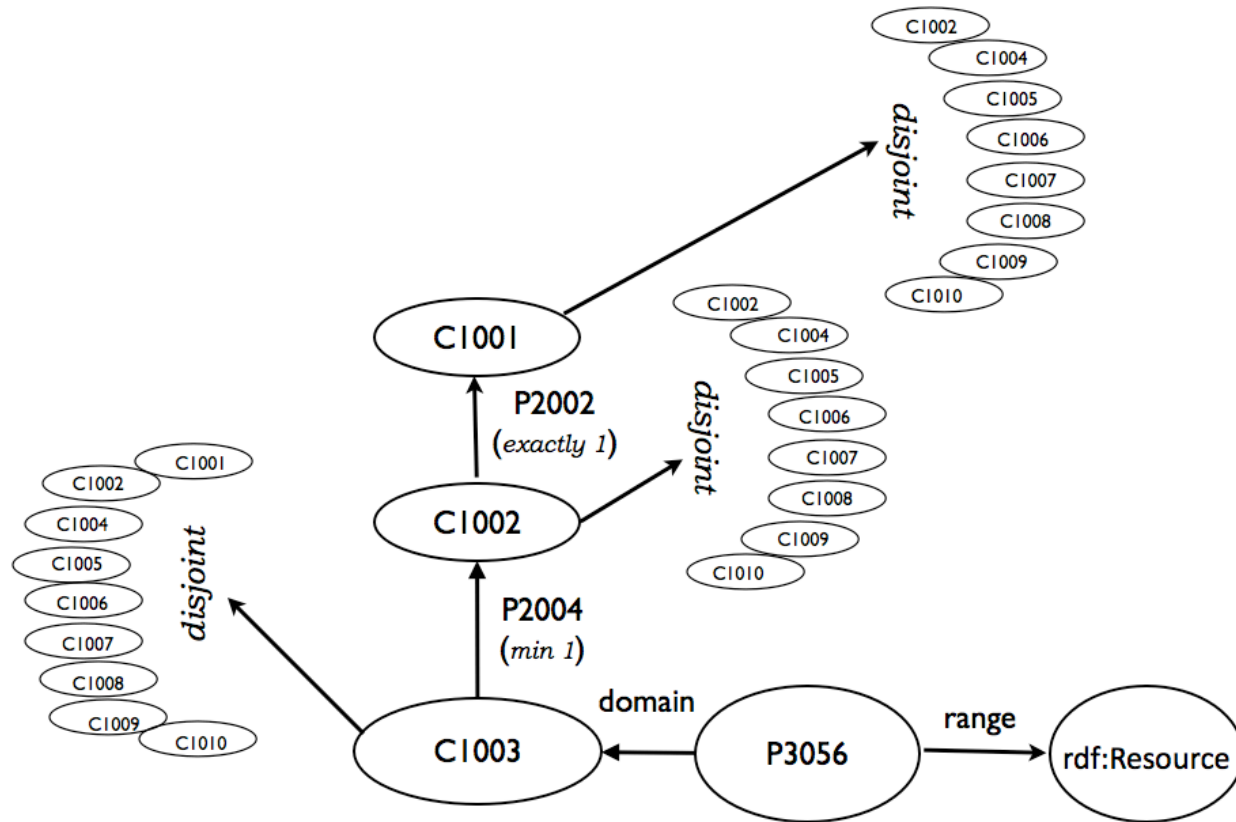 C1002
C1004
C1005
C1006
C1007
C1008
C1009
C1010
disjoint
C1001
P2002
(exactly 1)
C1002
C1004
C1005
C1006
C1007
C1008
C1009
C1010
disjoint
C1002
P2004
(min 1)
C1001
C1002
C1004
C1005
C1006
C1007
C1008
C1009
C1010
disjoint
C1003
domain
P3056
range
rdf:Resource